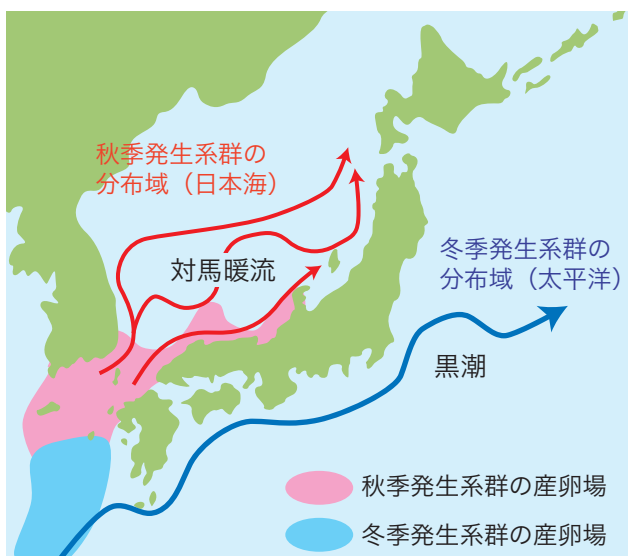 秋季発生系群の
分布域（日本海）
対馬暖流
冬季発生系群の
分布域（太平洋）
黒潮
秋季発生系群の産卵場
冬季発生系群の産卵場